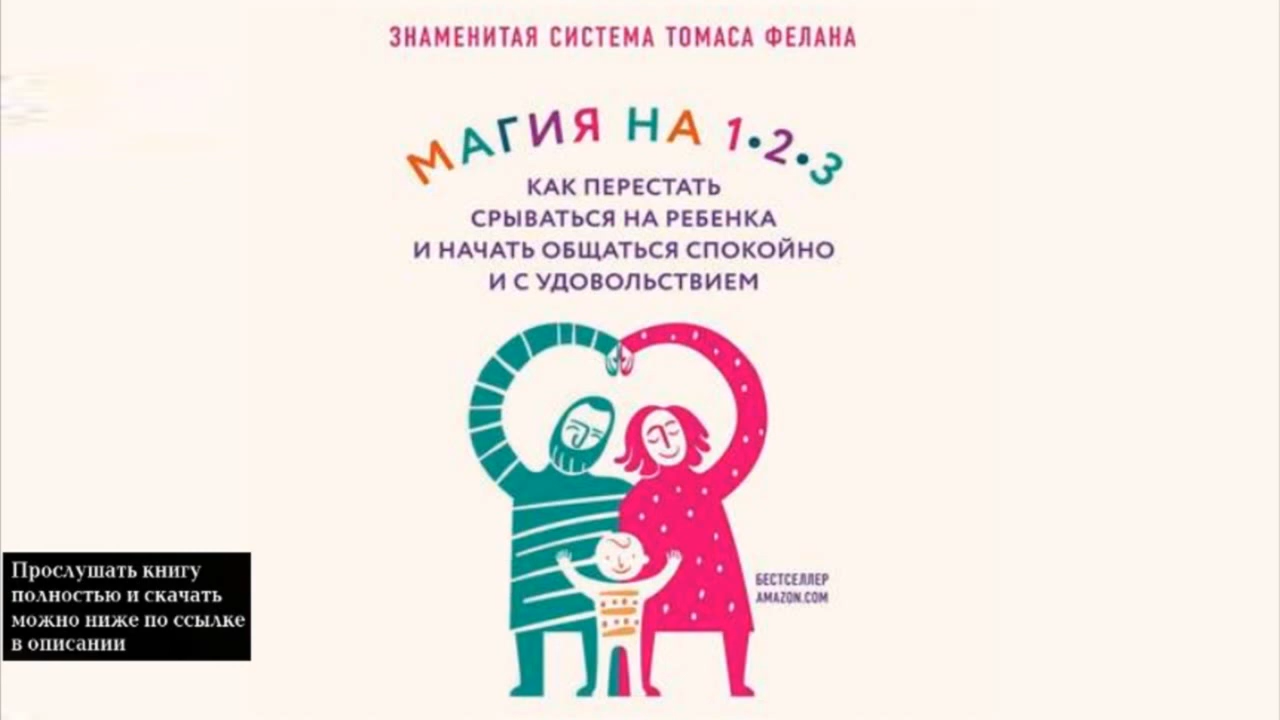 ЗНАМЕНИТАЯ СИСТЕМА ТОМАСА ФЕЛАНА
МАГИЯ НА 1•2•3
КАК ПЕРЕСТАТЬ
СРЫВАТЬСЯ НА РЕБЕНКА
И НАЧАТЬ ОБЩАТЬСЯ СПОКОЙНО
И С УДОВОЛЬСТВИЕМ
БЕСТСЕЛЛЕР
AMAZON.COM
Прослушать книгу
полностью и скачать
можно ниже по ссылке
в описании